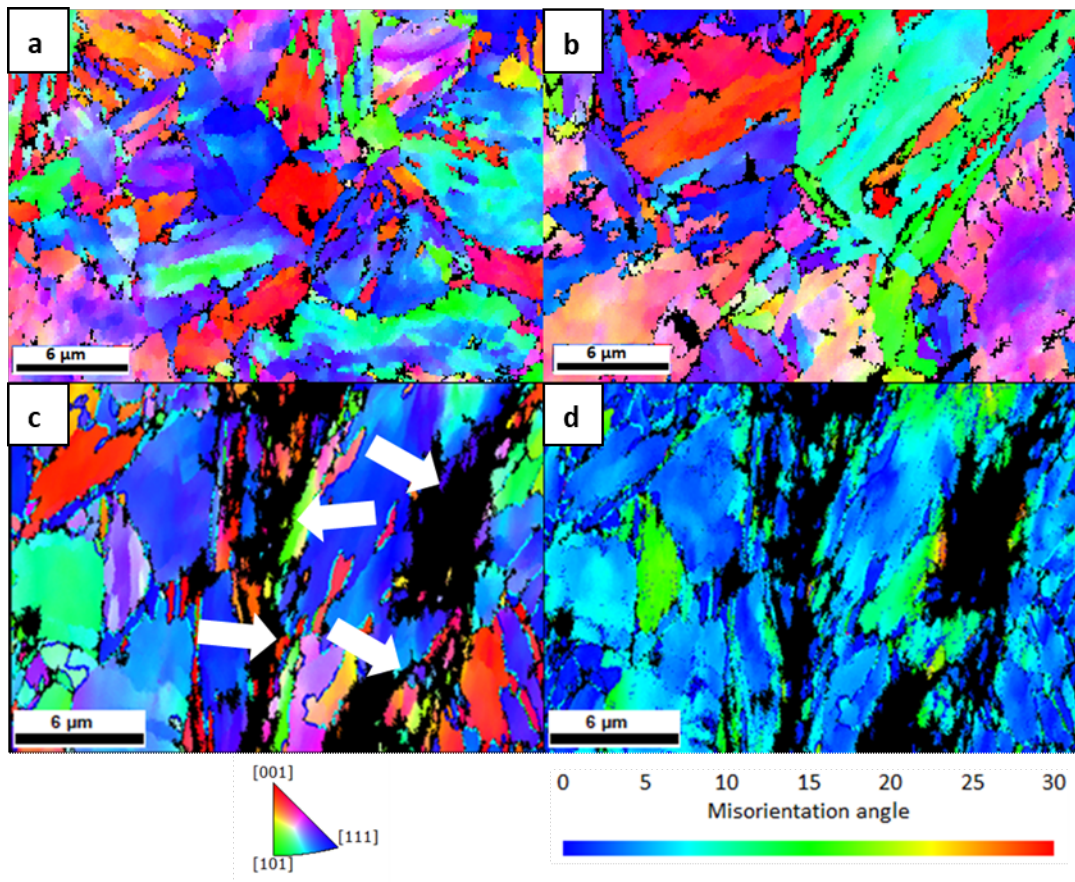 a
b
6 μm
6 μm
c
d
6 μm
6 μm
[001]
[111]
[101]
0 5 10 15 20 25 30
Misorientation angle